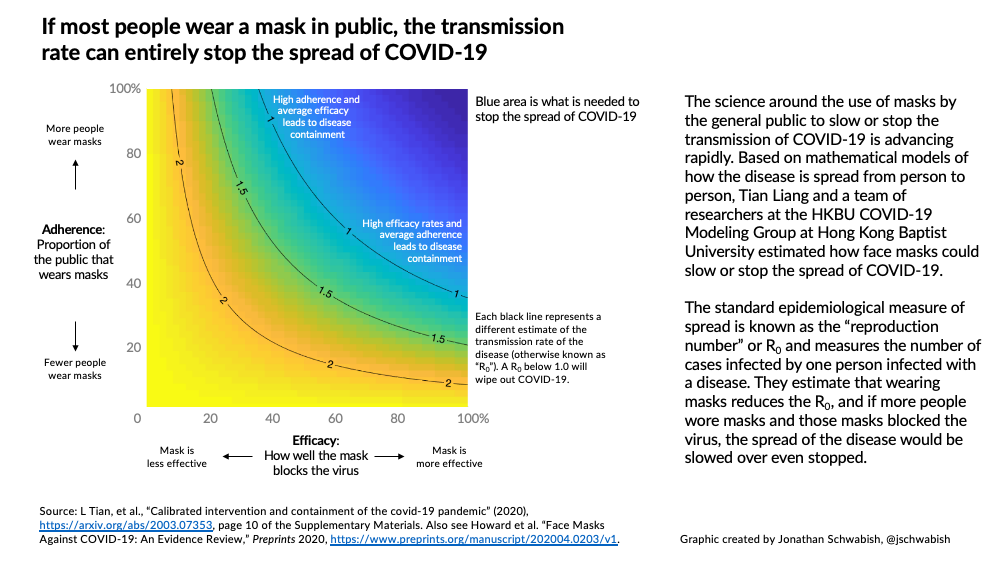 If most people wear a mask in public, the transmission
rate can entirely stop the spread of COVID-19
100%
80
60
40
20
0
20
40
60
80
100%
More people
wear masks
Adherence:
Proportion of
the public that
wears masks
Fewer people
wear masks
High adherence and
average efficacy
leads to disease
containment
High efficacy rates and
average adherence
leads to disease
containment
1
1
1
1.5
1.5
1.5
2
2
2
2
Blue area is what is needed to
stop the spread of COVID-19
Each black line represents a
different estimate of the
transmission rate of the
disease (otherwise known as
“R₀”). A R₀ below 1.0 will
wipe out COVID-19.
Efficacy:
How well the mask
blocks the virus
Mask is
less effective
Mask is
more effective
The science around the use of masks by
the general public to slow or stop the
transmission of COVID-19 is advancing
rapidly. Based on mathematical models of
how the disease is spread from person to
person, Tian Liang and a team of
researchers at the HKBU COVID-19
Modeling Group at Hong Kong Baptist
University estimated how face masks could
slow or stop the spread of COVID-19.
The standard epidemiological measure of
spread is known as the “reproduction
number” or R₀ and measures the number of
cases infected by one person infected with
a disease. They estimate that wearing
masks reduces the R₀, and if more people
wore masks and those masks blocked the
virus, the spread of the disease would be
slowed over even stopped.
Source: L Tian, et al., “Calibrated intervention and containment of the covid-19 pandemic” (2020),
https://arxiv.org/abs/2003.07353, page 10 of the Supplementary Materials. Also see Howard et al. “Face Masks
Against COVID-19: An Evidence Review,” Preprints 2020, https://www.preprints.org/manuscript/202004.0203/v1.
Graphic created by Jonathan Schwabish, @jschwabish